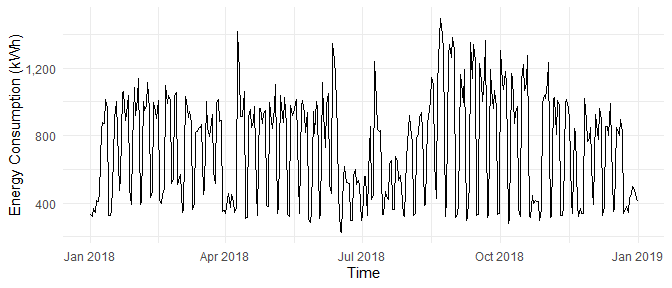 Energy Consumption (kWh)
1,200
800
400
Jan 2018 Apr 2018 Jul 2018 Oct 2018 Jan 2019
Time